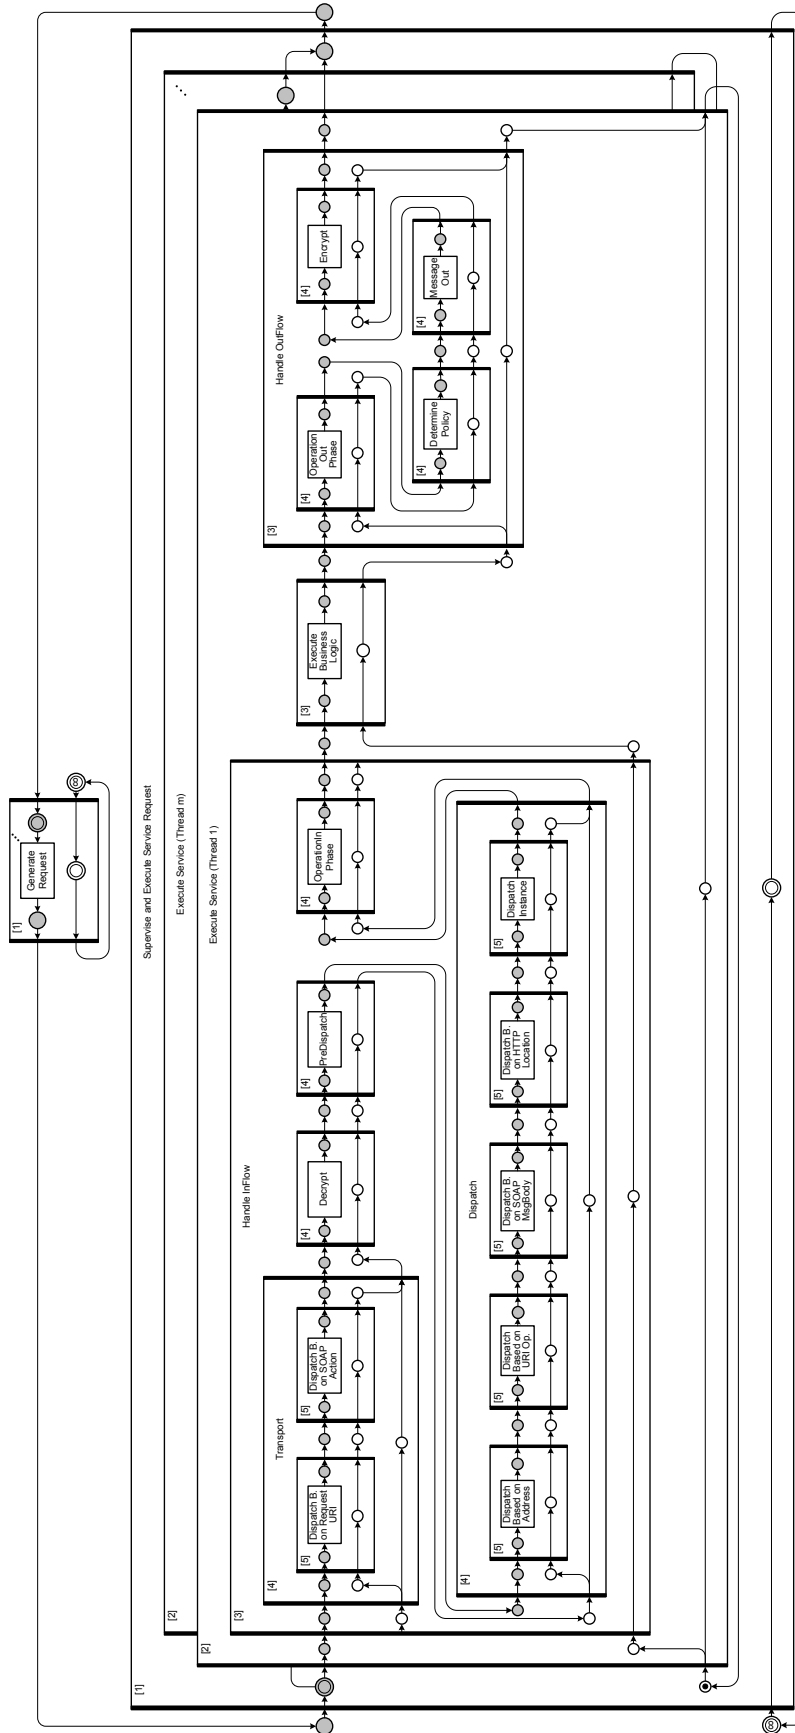 Generate
Request
[1]
Supervise and Execute Service Request
[1]
Execute Service (Thread m)
[2]
Execute Service (Thread 1)
[2]
Handle InFlow
[3]
Transport
[4]
Dispatch B.
on Request
URI
[5]
Dispatch B.
on SOAP
Action
[5]
Decrypt
[4]
PreDispatch
[4]
Dispatch
[4]
Dispatch
Based on
Address
[5]
Dispatch
Based on
URI Op.
[5]
Dispatch B.
on SOAP
MsgBody
[5]
Dispatch B.
on HTTP
Location
[5]
Dispatch
Instance
[5]
OperationIn
Phase
[4]
Execute
Business
Logic
[3]
Handle OutFlow
[3]
Operation
Out
Phase
[4]
Determine
Policy
[4]
Message
Out
[4]
Encrypt
[4]